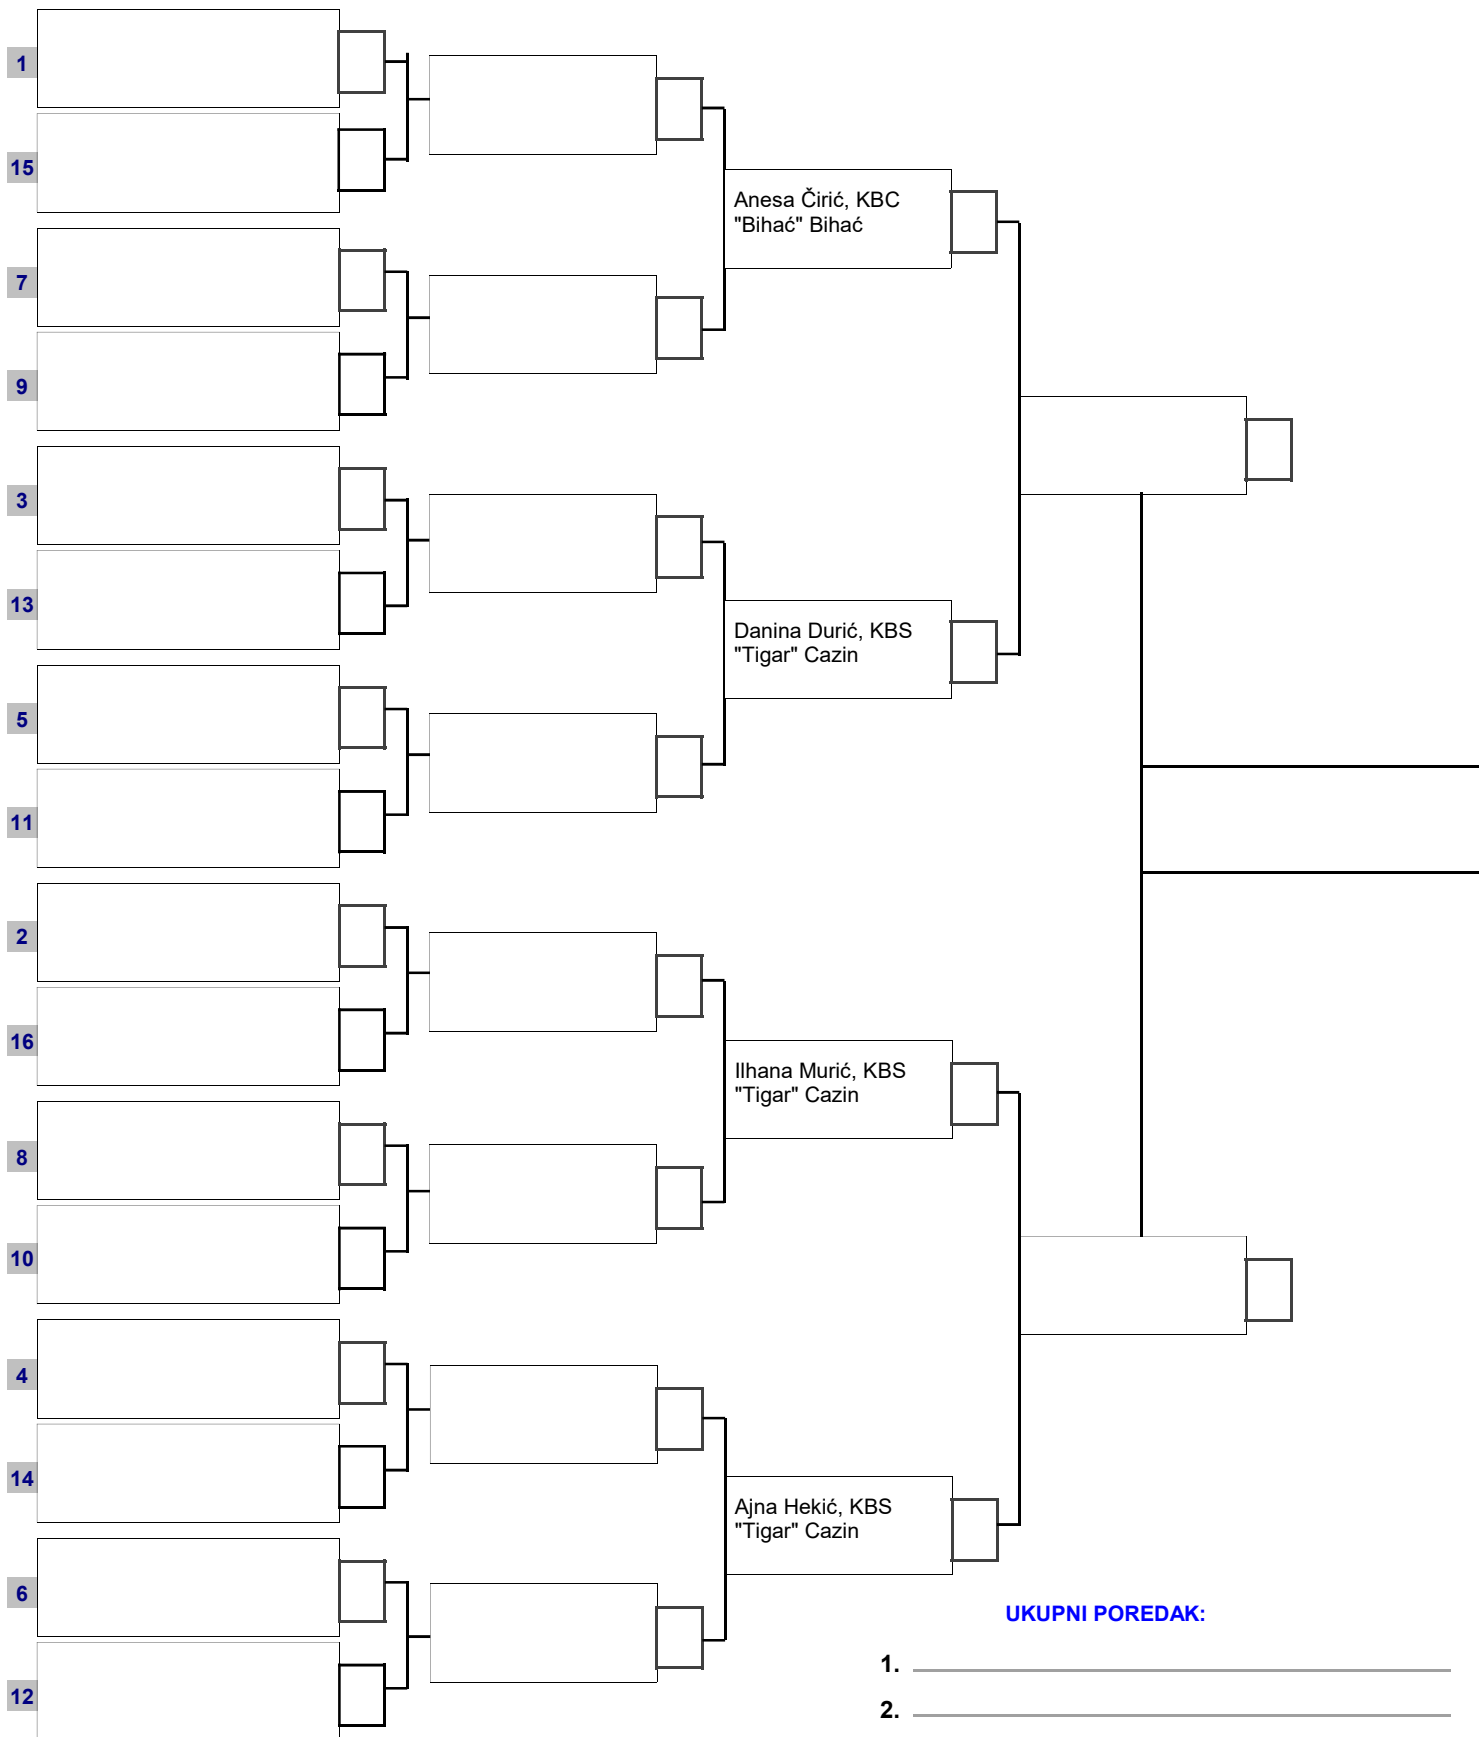 1
15
Anesa Čirić, KBC
"Bihać" Bihać
7
9
3
13
Danina Durić, KBS
"Tigar" Cazin
5
11
2
16
Ilhana Murić, KBS
"Tigar" Cazin
8
10
4
14
Ajna Hekić, KBS
"Tigar" Cazin
6
UKUPNI POREDAK:
1.
12
2.